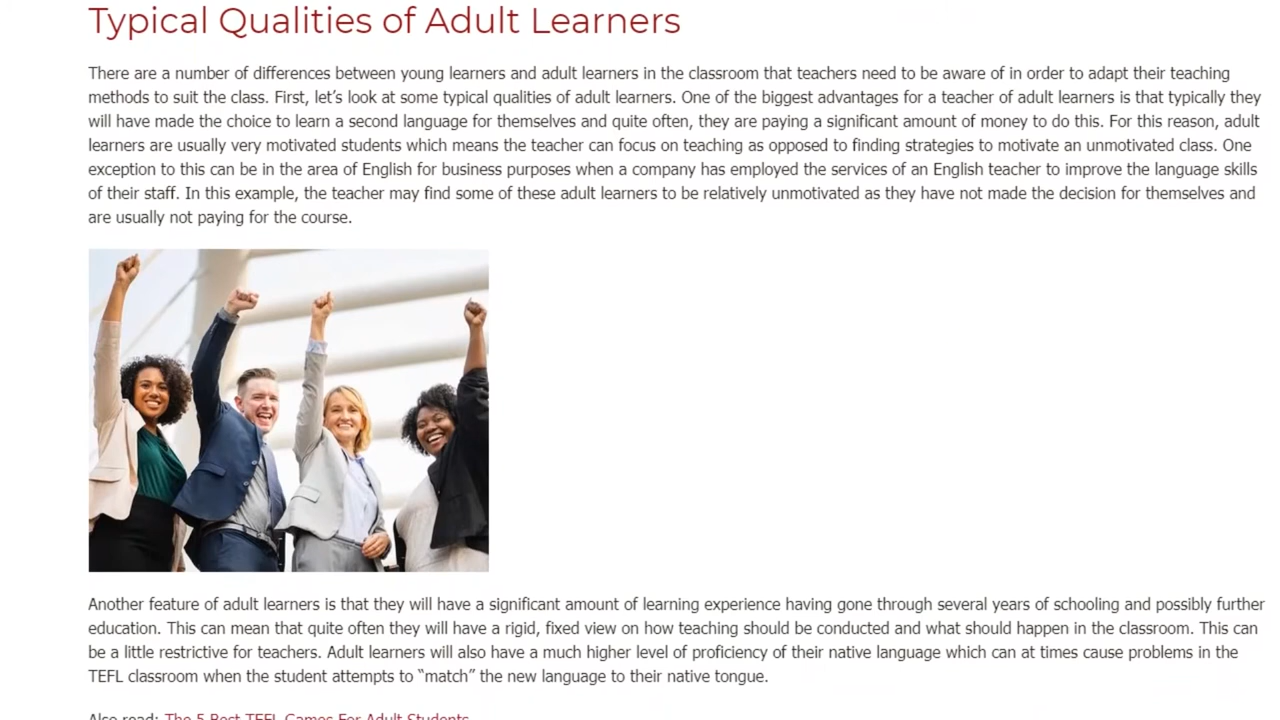 Typical Qualities of Adult Learners
There are a number of differences between young learners and adult learners in the classroom that teachers need to be aware of in order to adapt their teaching
methods to suit the class. First, let's look at some typical qualities of adult learners. One of the biggest advantages for a teacher of adult learners is that typically they
will have made the choice to learn a second language for themselves and quite often, they are paying a significant amount of money to do this. For this reason, adult
learners are usually very motivated students which means the teacher can focus on teaching as opposed to finding strategies to motivate an unmotivated class. One
exception to this can be in the area of English for business purposes when a company has employed the services of an English teacher to improve the language skills
of their staff. In this example, the teacher may find some of these adult learners to be relatively unmotivated as they have not made the decision for themselves and
are usually not paying for the course.
Another feature of adult learners is that they will have a significant amount of learning experience having gone through several years of schooling and possibly further
education. This can mean that quite often they will have a rigid, fixed view on how teaching should be conducted and what should happen in the classroom. This can
be a little restrictive for teachers. Adult learners will also have a much higher level of proficiency of their native language which can at times cause problems in the
TEFL classroom when the student attempts to "match" the new language to their native tongue.
Also read: The 5 Best TEFL Games For Adult Students